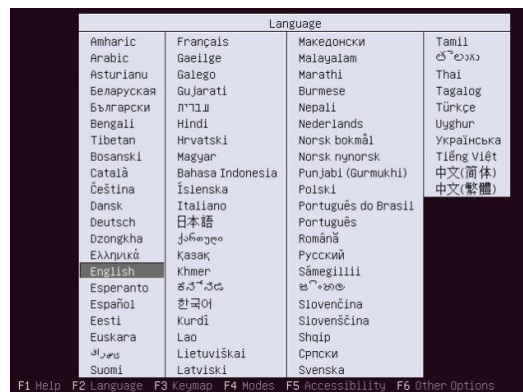 Language
Amharic
Arabic
Asturianu
Беларуская
Български
Bengali
Tibetan
Bosanski
Català
Čeština
Dansk
Deutsch
Dzongkha
Ελληνικά
English
Esperanto
Español
Eesti
Euskara
فارسی
Suomi
Français
Gaeilge
Galego
Gujarati
עברית
Hindi
Hrvatski
Magyar
Bahasa Indonesia
Íslenska
Italiano
日本語
ქართული
Қазақ
Khmer
ಕನ್ನಡ
한국어
Kurdî
Lao
Lietuviškai
Latviski
Македонски
Malayalam
Marathi
Burmese
Nepali
Nederlands
Norsk bokmål
Norsk nynorsk
Punjabi (Gurmukhi)
Polski
Português do Brasil
Português
Română
Русский
Sámegillii
සිංහල
Slovenčina
Slovenščina
Shqip
Српски
Svenska
Tamil
తెలుగు
Thai
Tagalog
Türkçe
Uyghur
Українська
Tiếng Việt
中文(简体)
中文(繁體)
F1 Help F2 Language F3 Keymap F4 Modes F5 Accessibility F6 Other Options